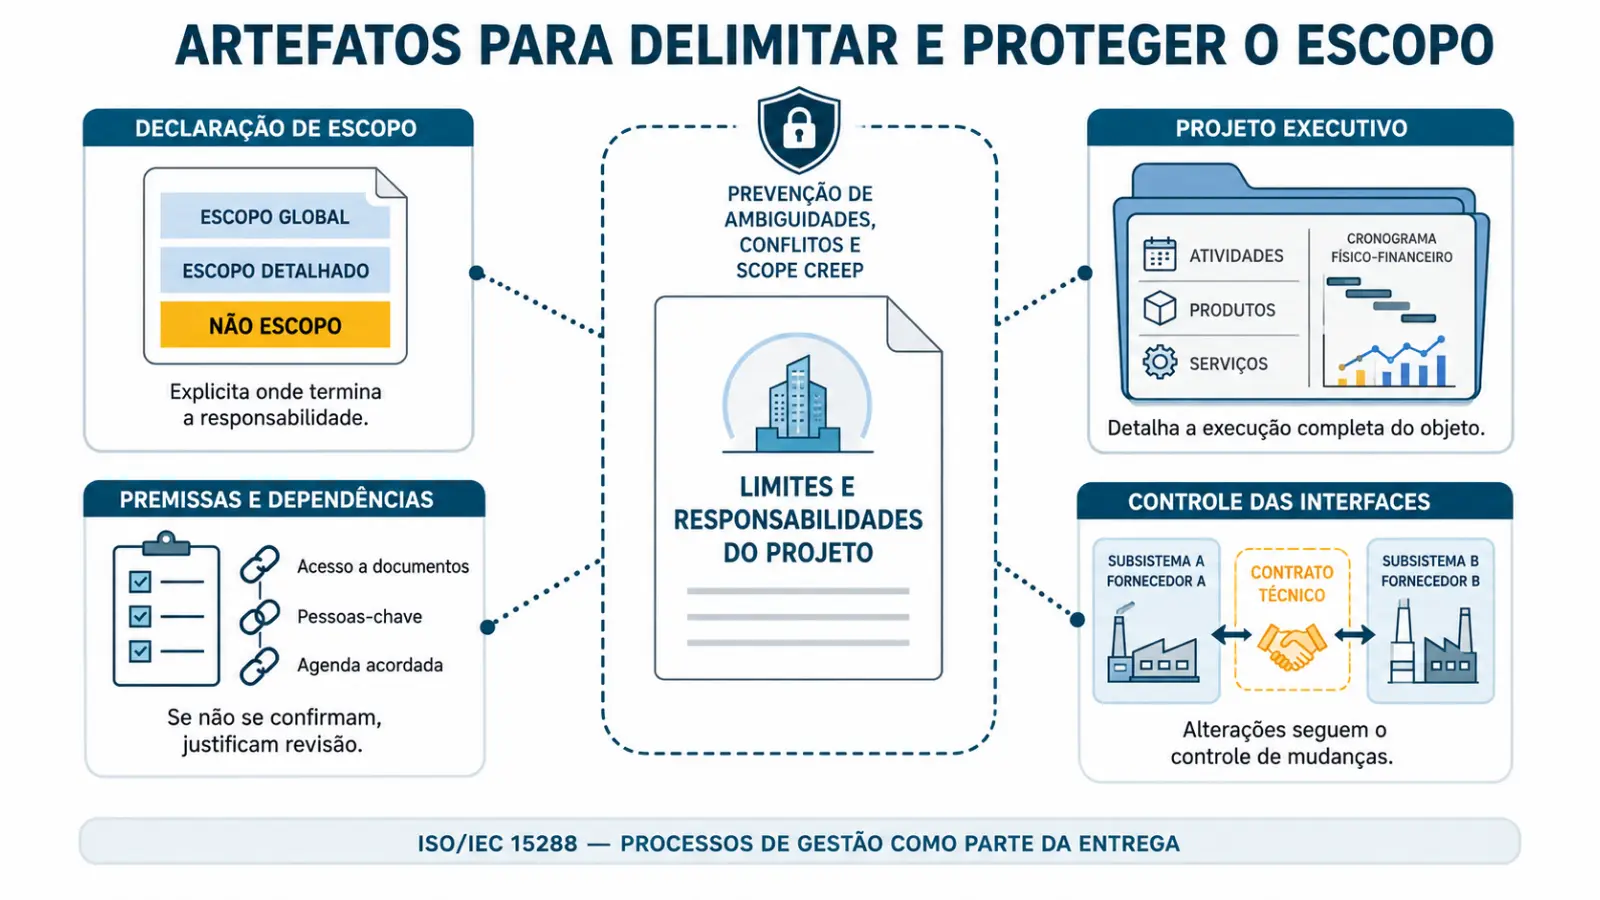 ARTEFATOS PARA DELIMITAR E PROTEGER O ESCOPO
DECLARAÇÃO DE ESCOPO
ESCOPO GLOBAL
ESCOPO DETALHADO
NÃO ESCOPO
Explicita onde termina
a responsabilidade.
PREMISSAS E DEPENDÊNCIAS
Acesso a documentos
Pessoas-chave
Agenda acordada
Se não se confirmam,
justificam revisão.
PREVENÇÃO DE
AMBIGUIDADES,
CONFLITOS E
SCOPE CREEP
LIMITES E
RESPONSABILIDADES
DO PROJETO
PROJETO EXECUTIVO
ATIVIDADES
PRODUTOS
SERVIÇOS
CRONOGRAMA
FÍSICO-FINANCEIRO
Detalha a execução completa do objeto.
CONTROLE DAS INTERFACES
SUBSISTEMA A
FORNECEDOR A
CONTRATO
TÉCNICO
SUBSISTEMA B
FORNECEDOR B
Alterações seguem o
controle de mudanças.
ISO/IEC 15288 — PROCESSOS DE GESTÃO COMO PARTE DA ENTREGA